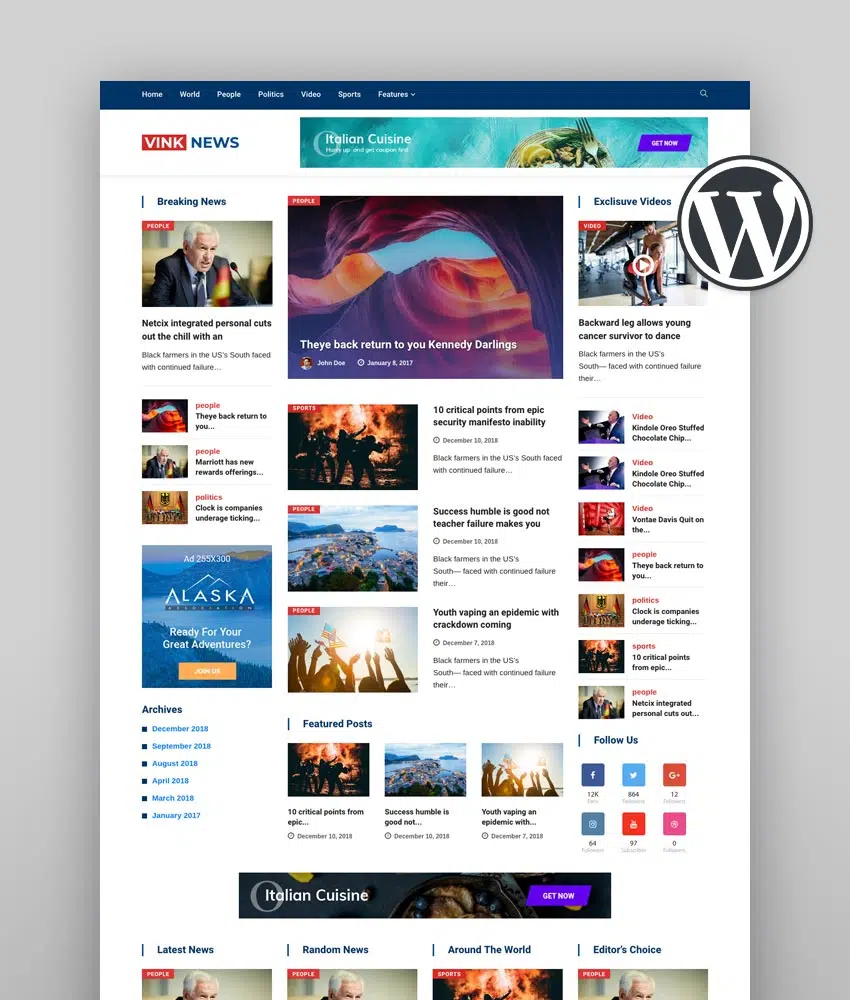 Home World People Politics Video Sports Features
VINK NEWS
Italian Cuisine
Hurry up and get coupon first
GET NOW
Breaking News
PEOPLE
Netcix integrated personal cuts
out the chill with an
Black farmers in the US's South faced
with continued failure…
people
Theye back return to
you...
people
Marriott has new
rewards offerings...
politics
Clock is companies
underage ticking...
Ad 255X300
ALASKA
ASSOCIATION
Ready For Your
Great Adventures?
JOIN US
Archives
December 2018
September 2018
August 2018
April 2018
March 2018
January 2017
PEOPLE
Theye back return to you Kennedy Darlings
John Doe January 8, 2017
SPORTS
10 critical points from epic
security manifesto inability
December 10, 2018
Black farmers in the US's South faced
with continued failure…
PEOPLE
Success humble is good not
teacher failure makes you
December 10, 2018
Black farmers in the US's
South— faced with continued failure
their…
PEOPLE
Youth vaping an epidemic with
crackdown coming
December 7, 2018
Black farmers in the US's
South— faced with continued failure
their…
Featured Posts
10 critical points from
epic...
December 10, 2018
Success humble is
good not...
December 10, 2018
Youth vaping an
epidemic with...
December 7, 2018
Exclisuve Videos
VIDEO
Backward leg allows young
cancer survivor to dance
Black farmers in the US's
South— faced with continued failure
their…
Video
Kindole Oreo Stuffed
Chocolate Chip...
Video
Kindole Oreo Stuffed
Chocolate Chip...
Video
Vontae Davis Quit on
the...
people
Theye back return to
you...
politics
Clock is companies
underage ticking...
sports
10 critical points
from epic...
people
Netcix integrated
personal cuts out...
Follow Us
12K 864 12
Fans Followers Followers
64 97 0
Followers Subscriber Followers
Italian Cuisine
GET NOW
Latest News
PEOPLE
Random News
PEOPLE
Around The World
SPORTS
Editor's Choice
PEOPLE